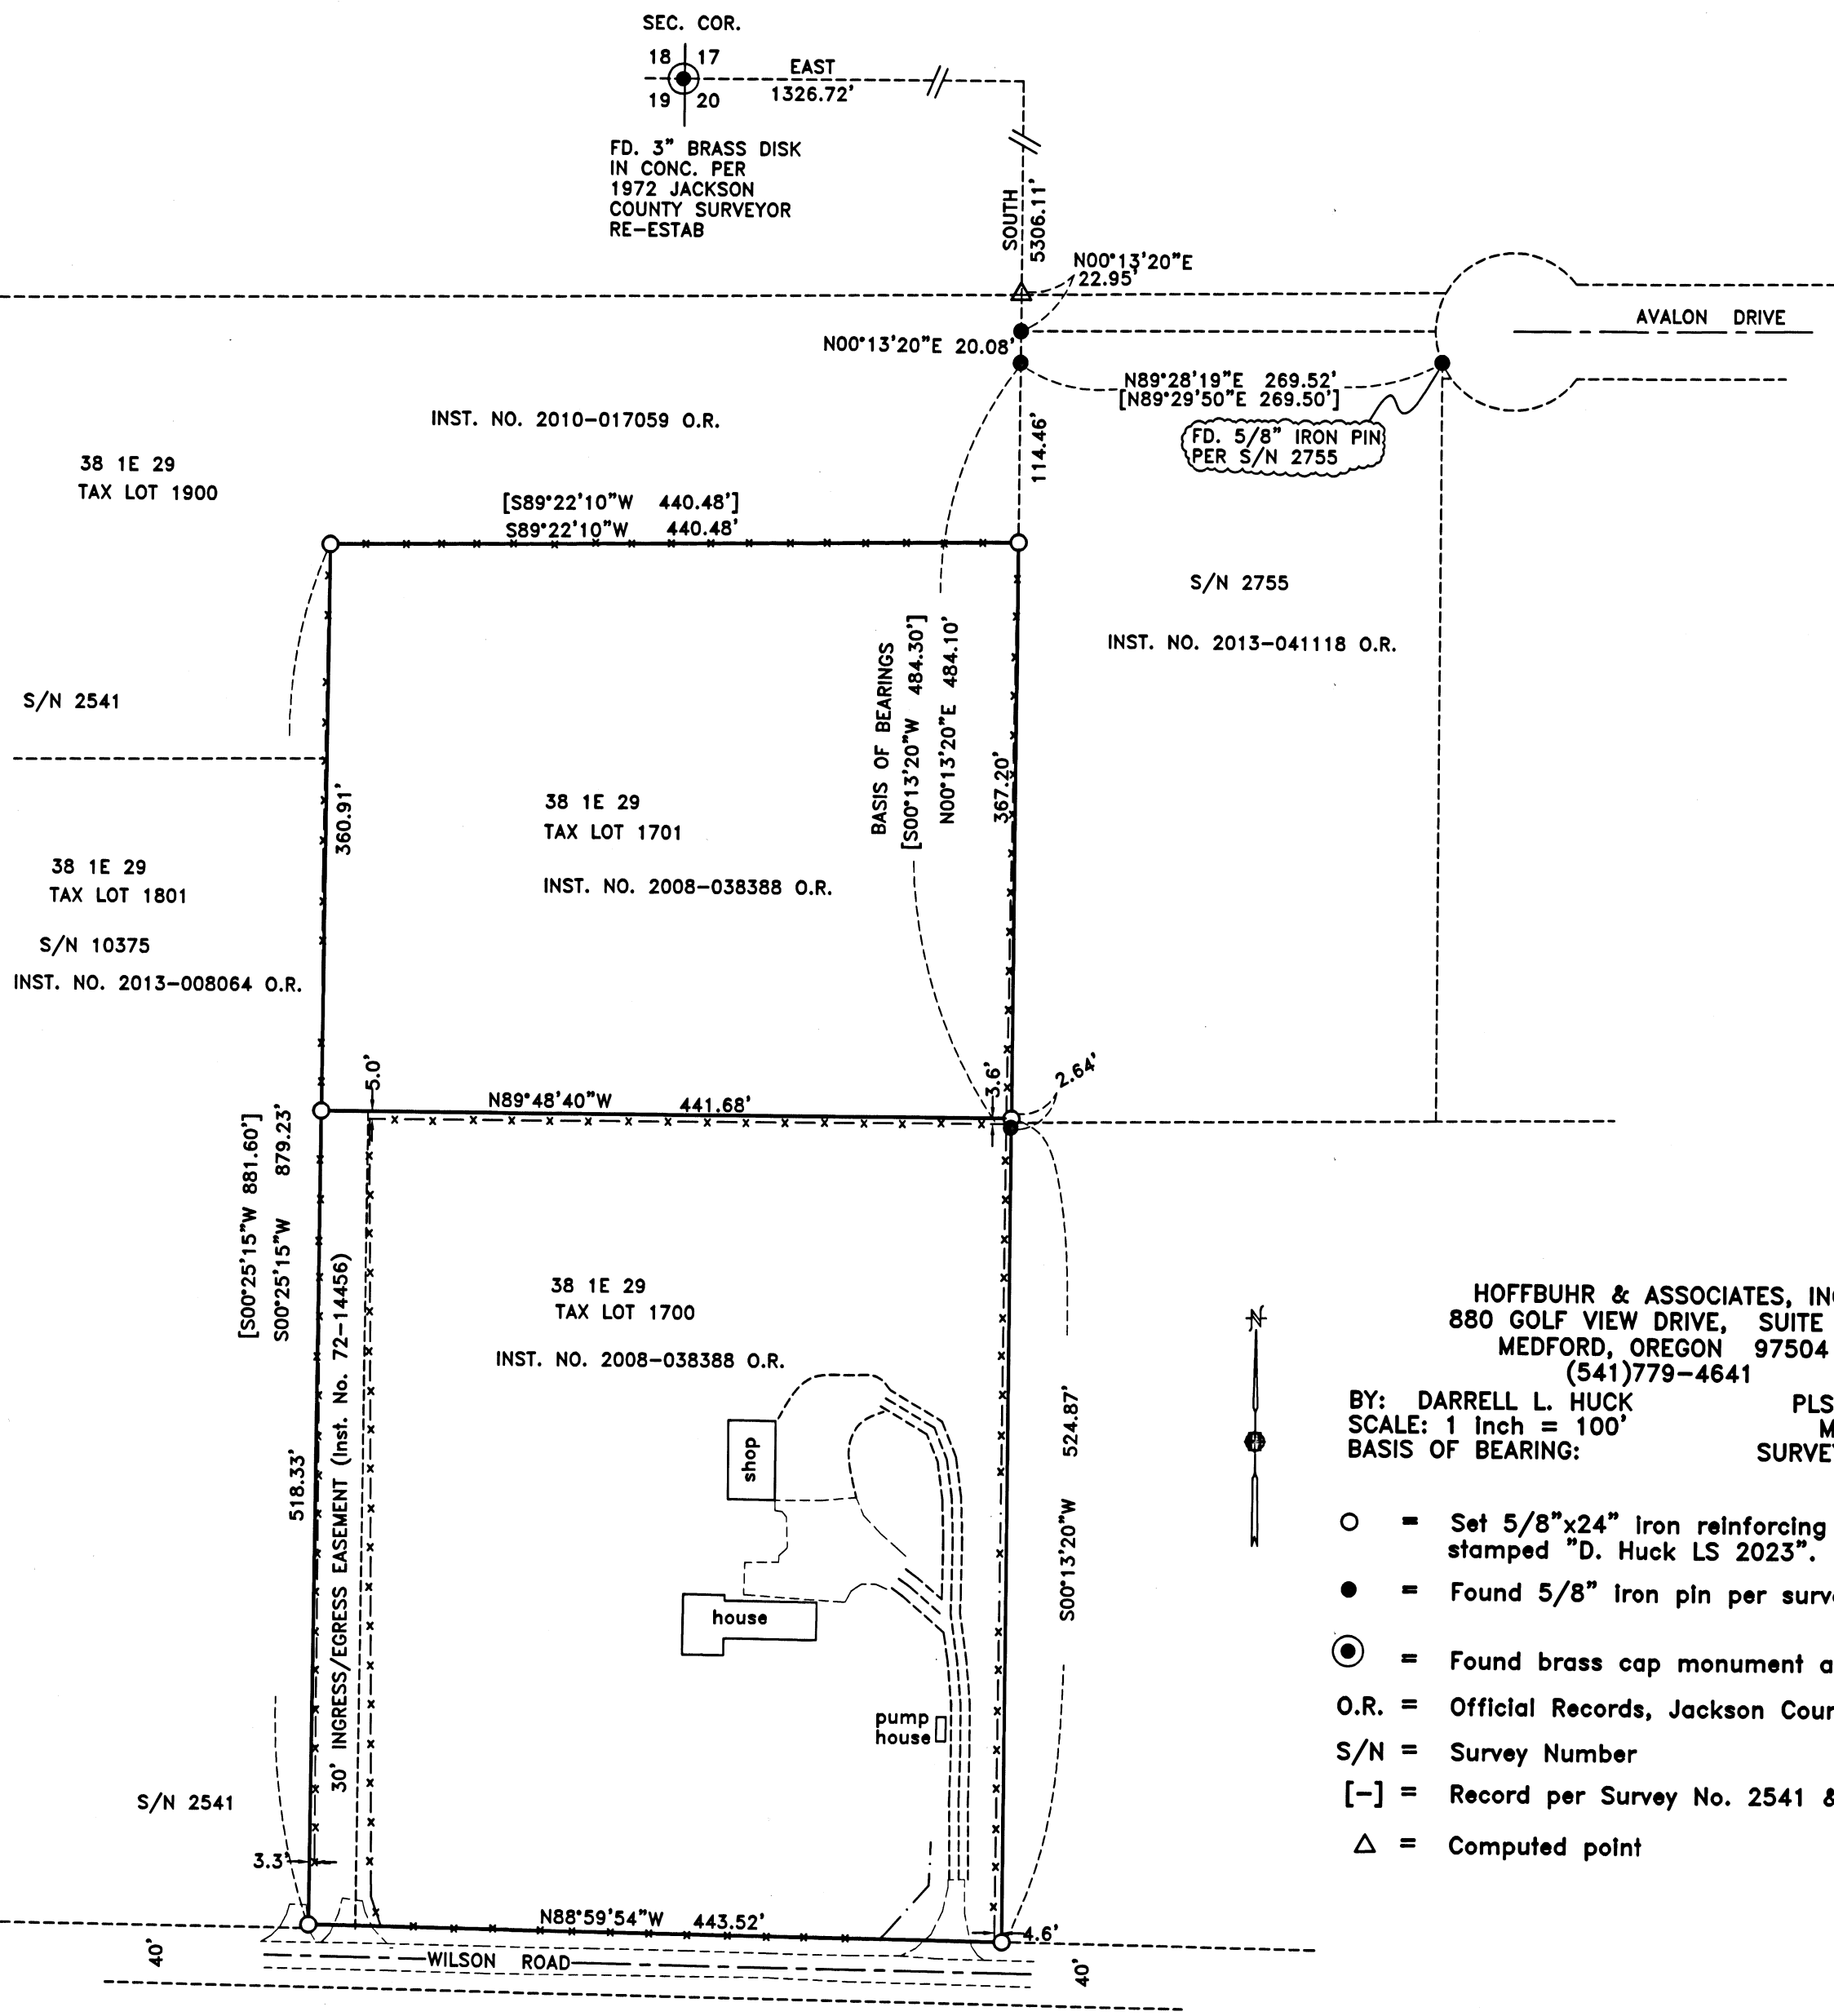 SEC. COR.
18 17
19 20
EAST
1326.72'
FD. 3" BRASS DISK
IN CONC. PER
1972 JACKSON
COUNTY SURVEYOR
RE-ESTAB
SOUTH
5306.11'
N00°13'20"E
22.95'
AVALON DRIVE
N00°13'20"E 20.08'
N89°28'19"E 269.52'
[N89°29'50"E 269.50']
FD. 5/8" IRON PIN
PER S/N 2755
INST. NO. 2010-017059 O.R.
114.46'
38 1E 29
TAX LOT 1900
[S89°22'10"W 440.48']
S89°22'10"W 440.48'
S/N 2755
INST. NO. 2013-041118 O.R.
BASIS OF BEARINGS
[S00°13'20"W 484.30']
N00°13'20"E 484.10'
S/N 2541
360.91'
367.20'
38 1E 29
TAX LOT 1701
INST. NO. 2008-038388 O.R.
38 1E 29
TAX LOT 1801
S/N 10375
INST. NO. 2013-008064 O.R.
5.0'
3.6'
2.64'
N89°48'40"W 441.68'
[S00°25'15"W 881.60']
S00°25'15"W 879.23'
38 1E 29
TAX LOT 1700
INST. NO. 2008-038388 O.R.
30' INGRESS/EGRESS EASEMENT (Inst. No. 72-14456)
518.33'
S00°13'20"W 524.87'
shop
house
pump
house
S/N 2541
3.3'
N88°59'54"W 443.52'
4.6'
40'
WILSON ROAD
40'
N
HOFFBUHR & ASSOCIATES, IN
880 GOLF VIEW DRIVE, SUITE
MEDFORD, OREGON 97504
(541)779-4641
BY: DARRELL L. HUCK PLS
SCALE: 1 inch = 100' M
BASIS OF BEARING: SURVE
= Set 5/8"x24" iron reinforcing
stamped "D. Huck LS 2023".
= Found 5/8" iron pin per surv
= Found brass cap monument a
O.R. = Official Records, Jackson Cour
S/N = Survey Number
[-] = Record per Survey No. 2541 &
= Computed point